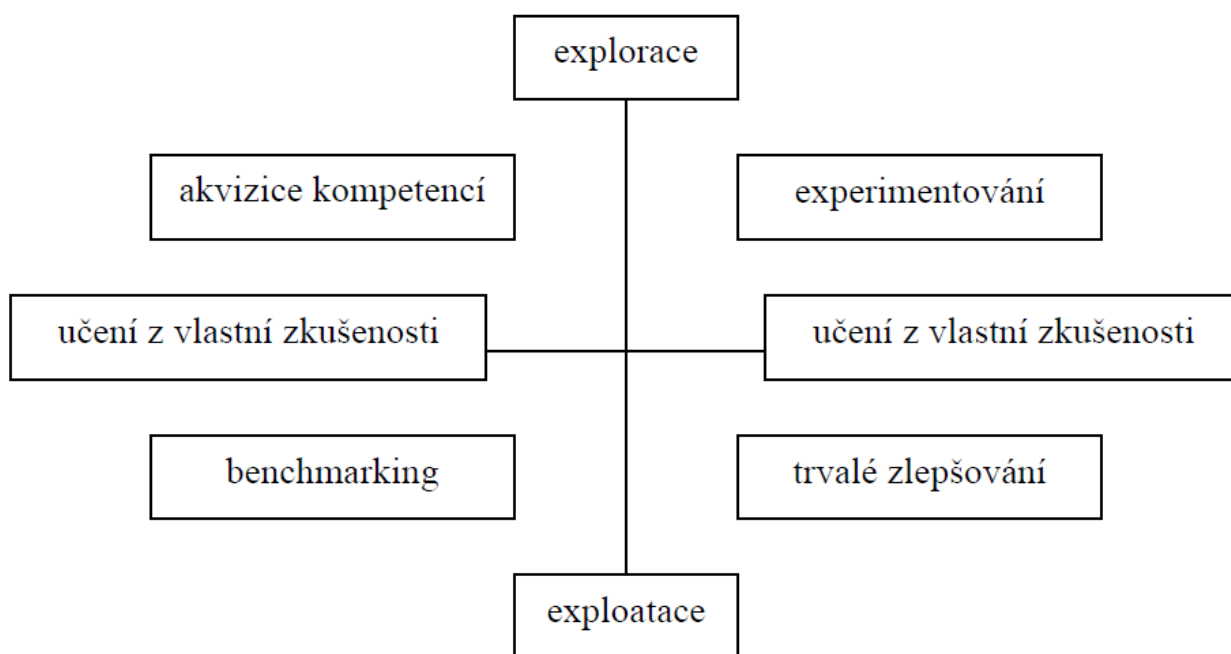 explorace
akvizice kompetencí
experimentování
učení z vlastní zkušenosti
učení z vlastní zkušenosti
benchmarking
trvalé zlepšování
exploatace